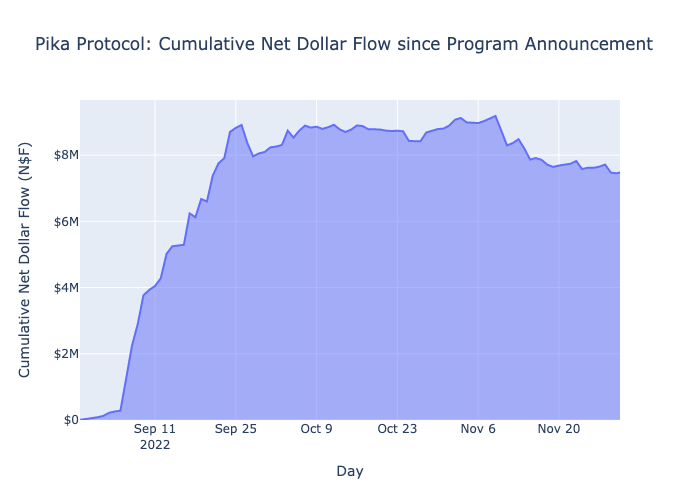 Pika Protocol: Cumulative Net Dollar Flow since Program Announcement
Cumulative Net Dollar Flow (N$F)
$8M
$6M
$4M
$2M
$0
Sep 11
2022
Sep 25
Oct 9
Oct 23
Nov 6
Nov 20
Day